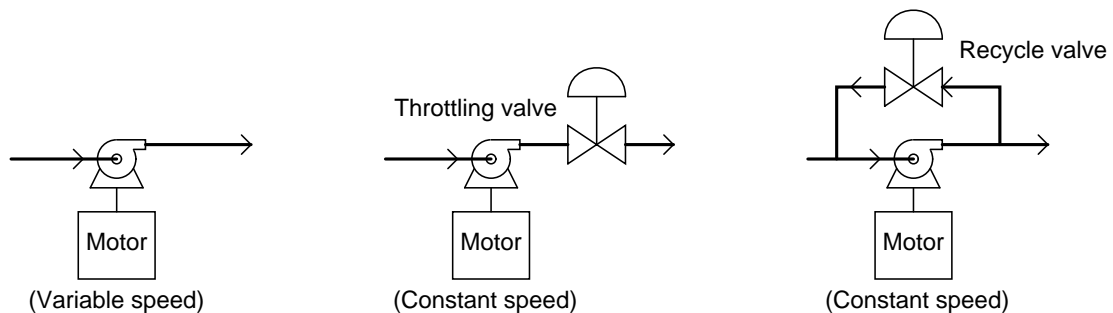 Recycle valve
Throttling valve
Motor
Motor
Motor
(Variable speed)
(Constant speed)
(Constant speed)